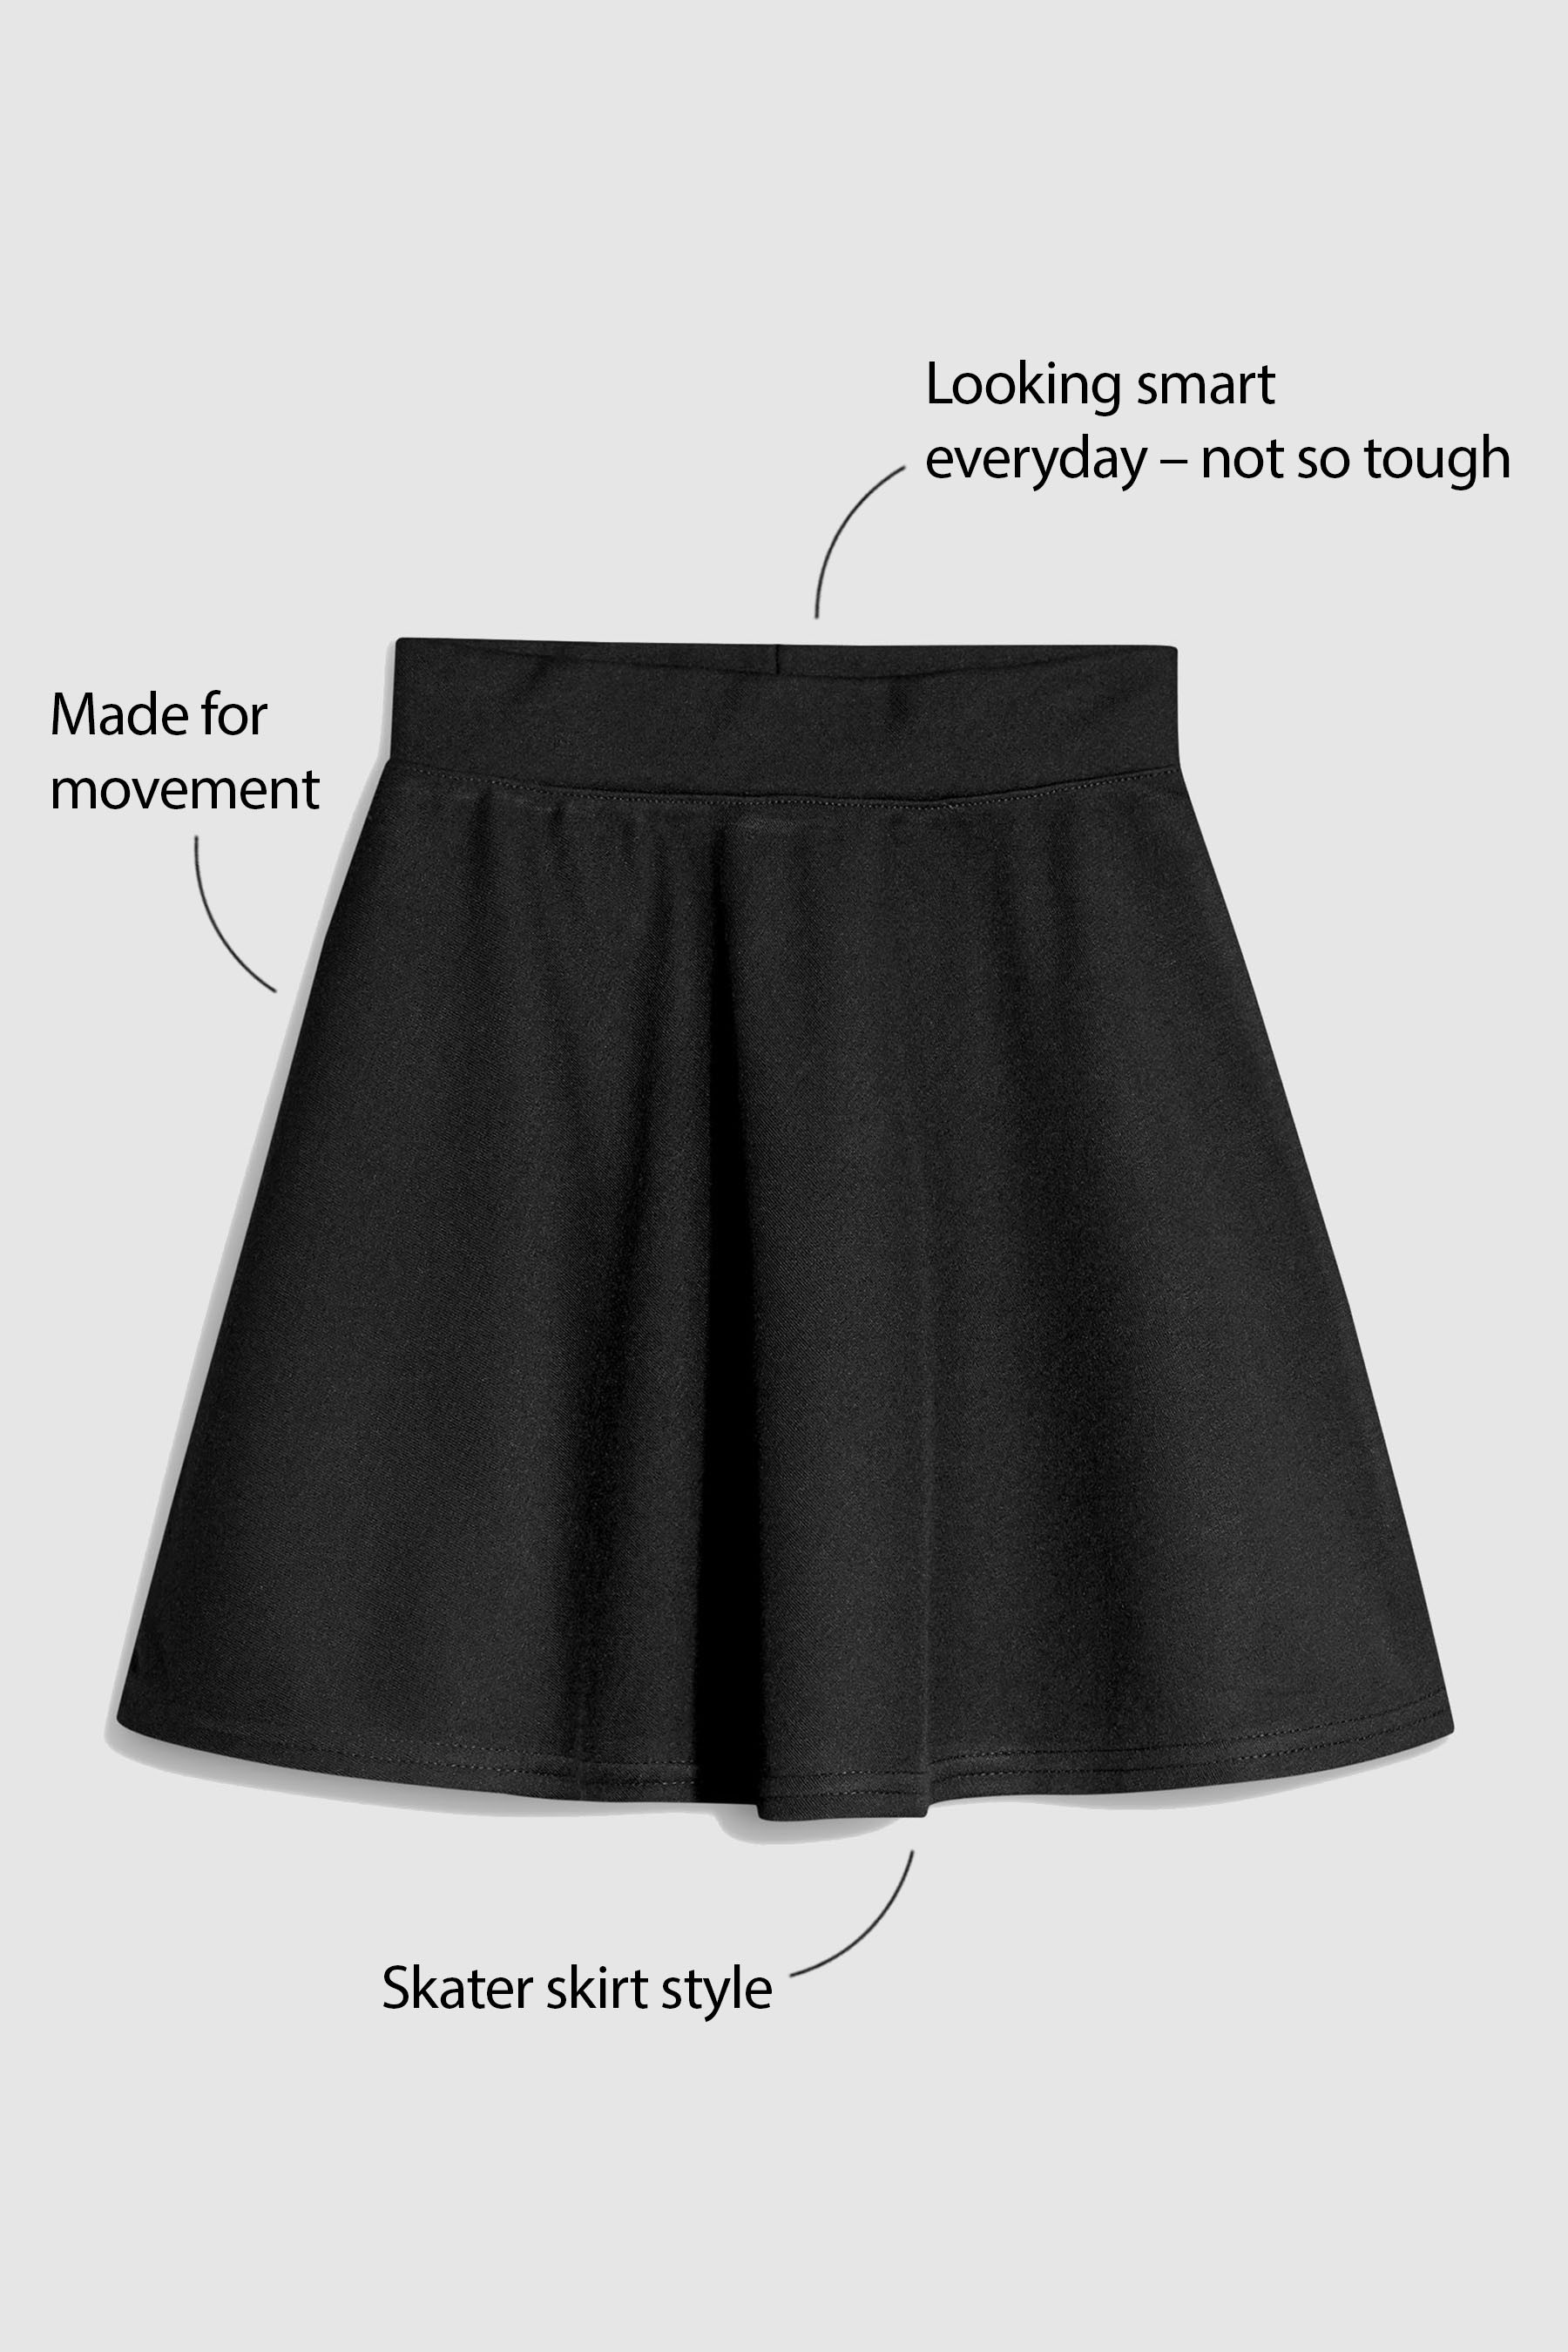 Looking smart
everyday – not so tough
Made for
movement
Skater skirt style